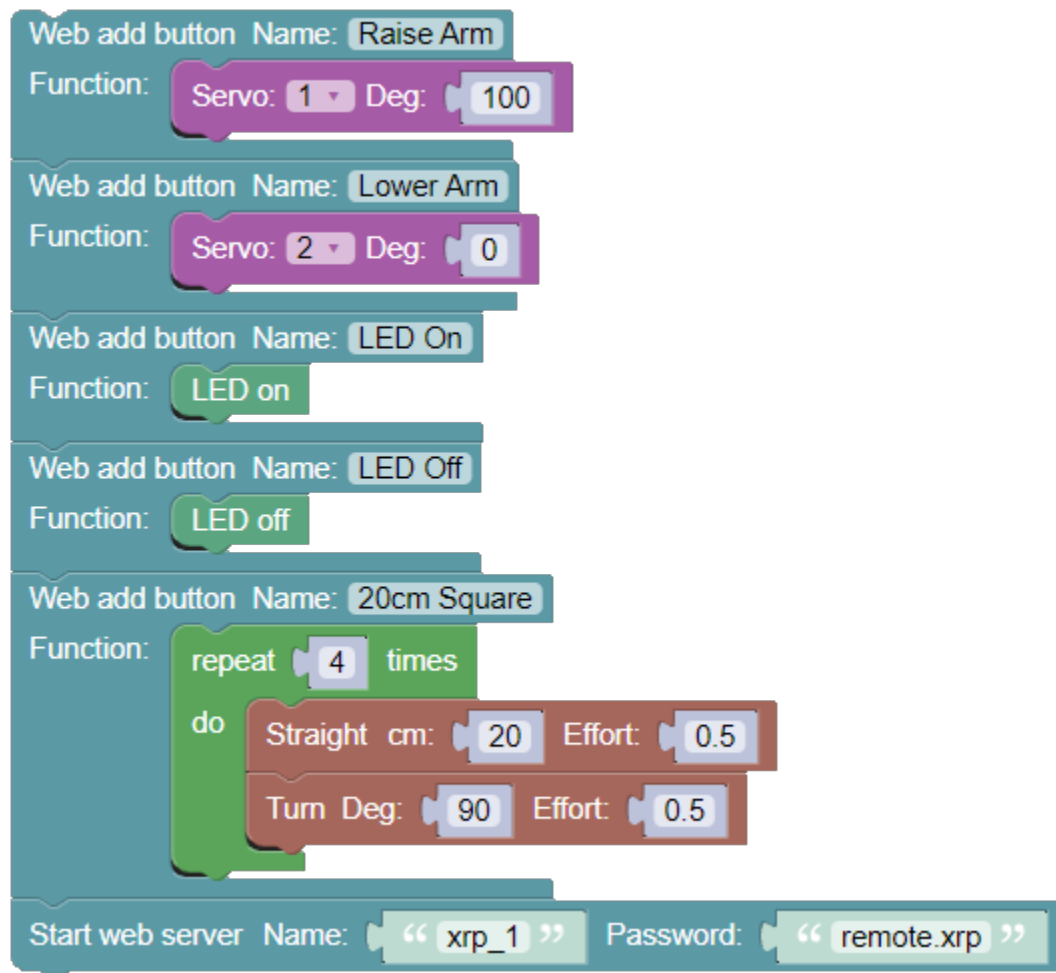 Web add button Name: Raise Arm
Function: Servo: 1 Deg: 100
Web add button Name: Lower Arm
Function: Servo: 2 Deg: 0
Web add button Name: LED On
Function: LED on
Web add button Name: LED Off
Function: LED off
Web add button Name: 20cm Square
Function: repeat 4 times
do Straight cm: 20 Effort: 0.5
Turn Deg: 90 Effort: 0.5
Start web server Name: “ xrp_1 ” Password: “ remote.xrp ”